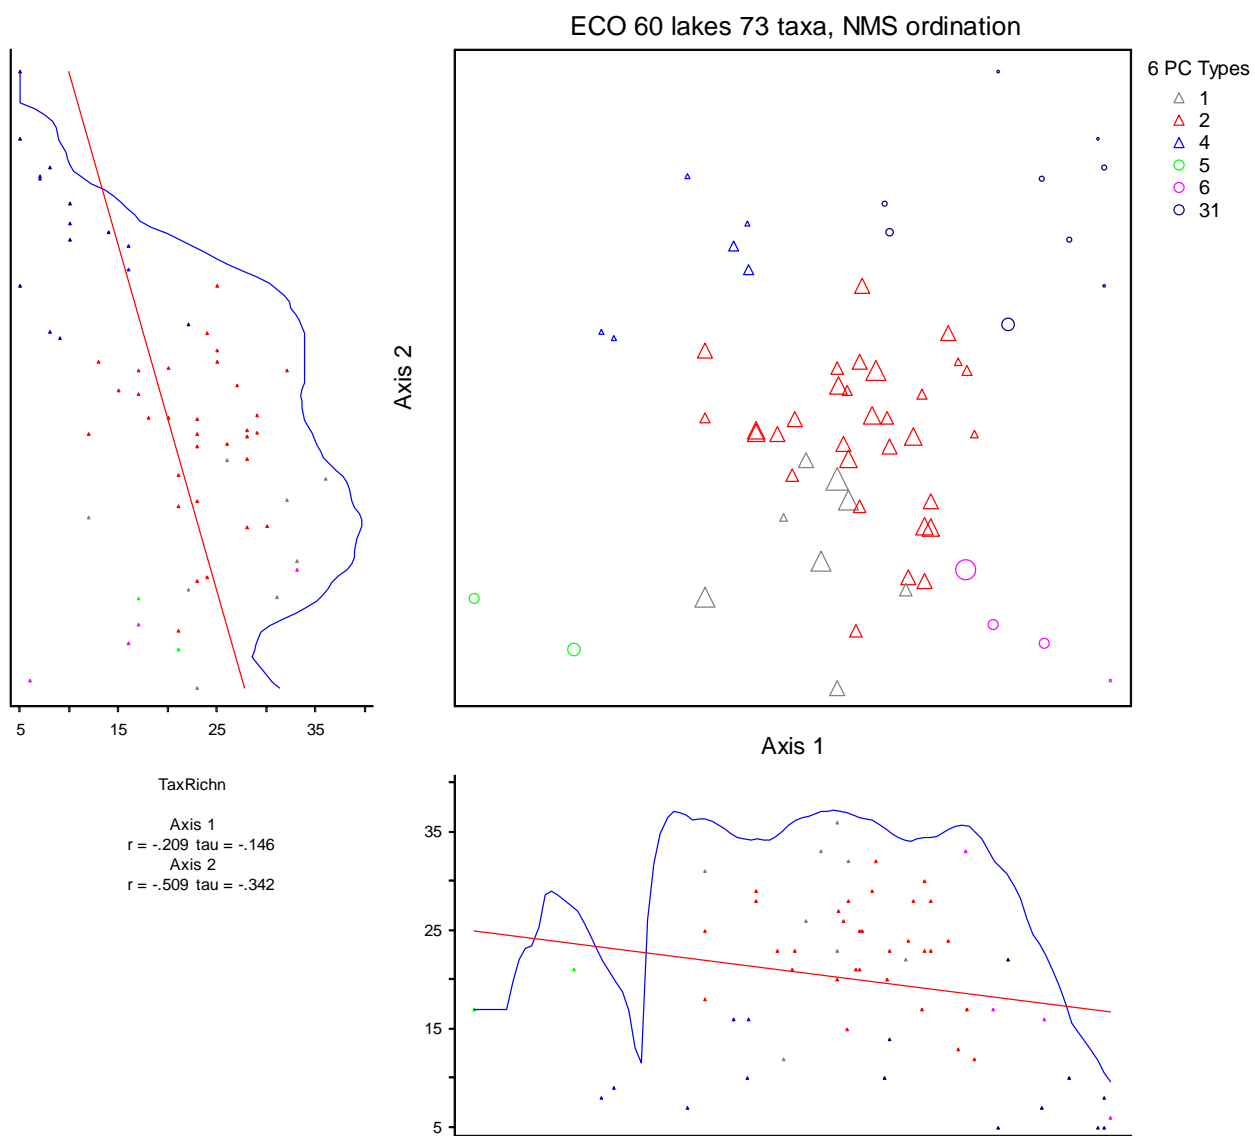 ECO 60 lakes 73 taxa, NMS ordination
6 PC Types
1
2
4
5
6
31
Axis 2
5 15 25 35
Axis 1
TaxRichn
Axis 1
r = -.209 tau = -.146
Axis 2
r = -.509 tau = -.342
35
25
15
5